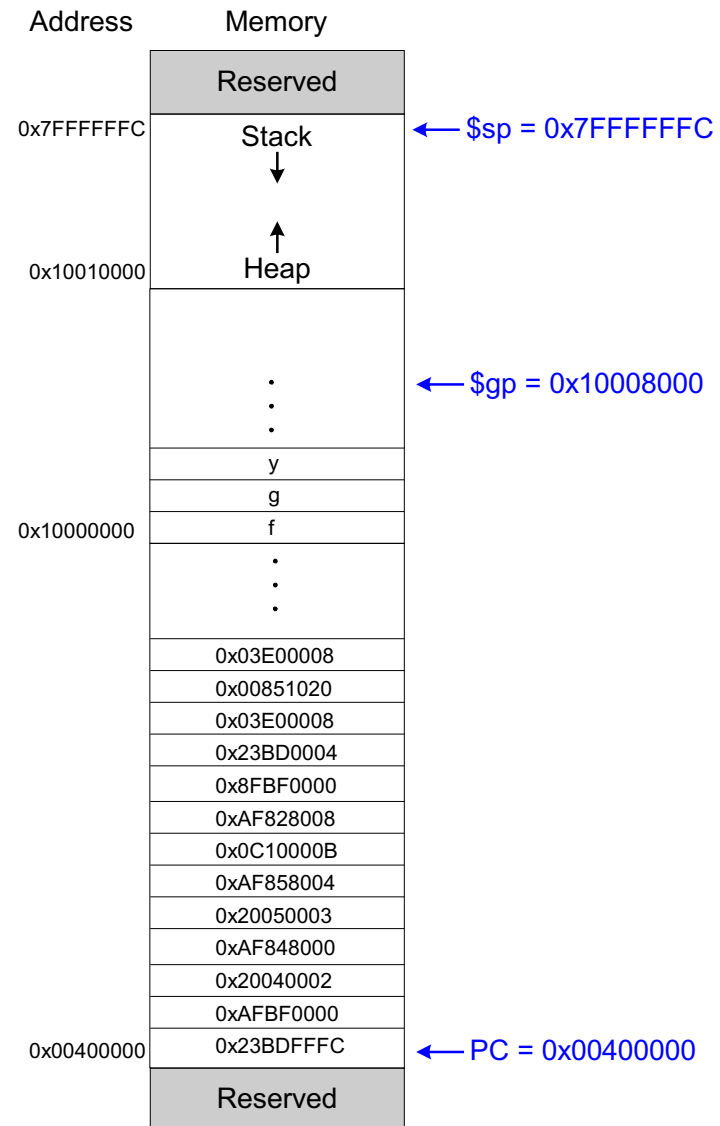 Address Memory
Reserved
0x7FFFFFFC Stack $sp = 0x7FFFFFFC
0x10010000 Heap
$gp = 0x10008000
y
g
0x10000000 f
0x03E00008
0x00851020
0x03E00008
0x23BD0004
0x8FBF0000
0xAF828008
0x0C10000B
0xAF858004
0x20050003
0xAF848000
0x20040002
0xAFBF0000
0x00400000 0x23BDFFFC PC = 0x00400000
Reserved